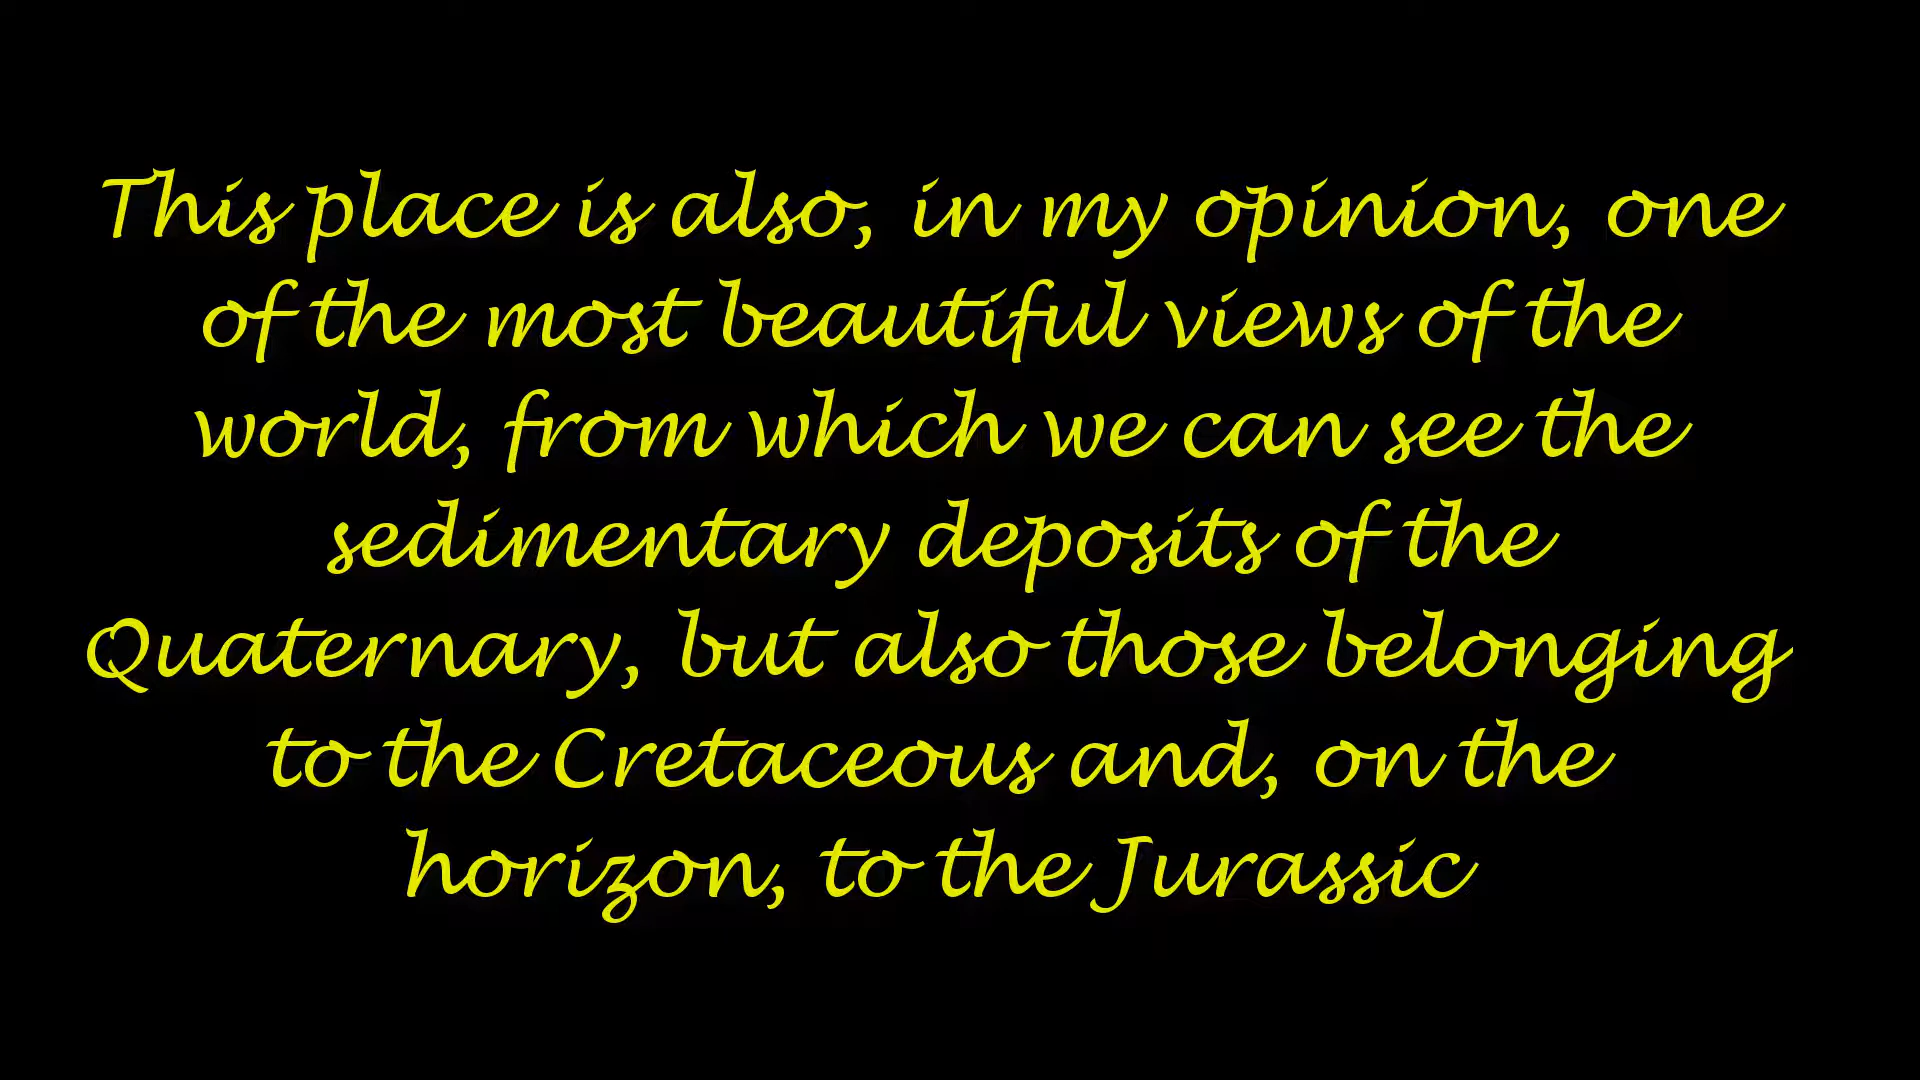 This place is also, in my opinion, one
of the most beautiful views of the
world, from which we can see the
sedimentary deposits of the
Quaternary, but also those belonging
to the Cretaceous and, on the
horizon, to the Jurassic